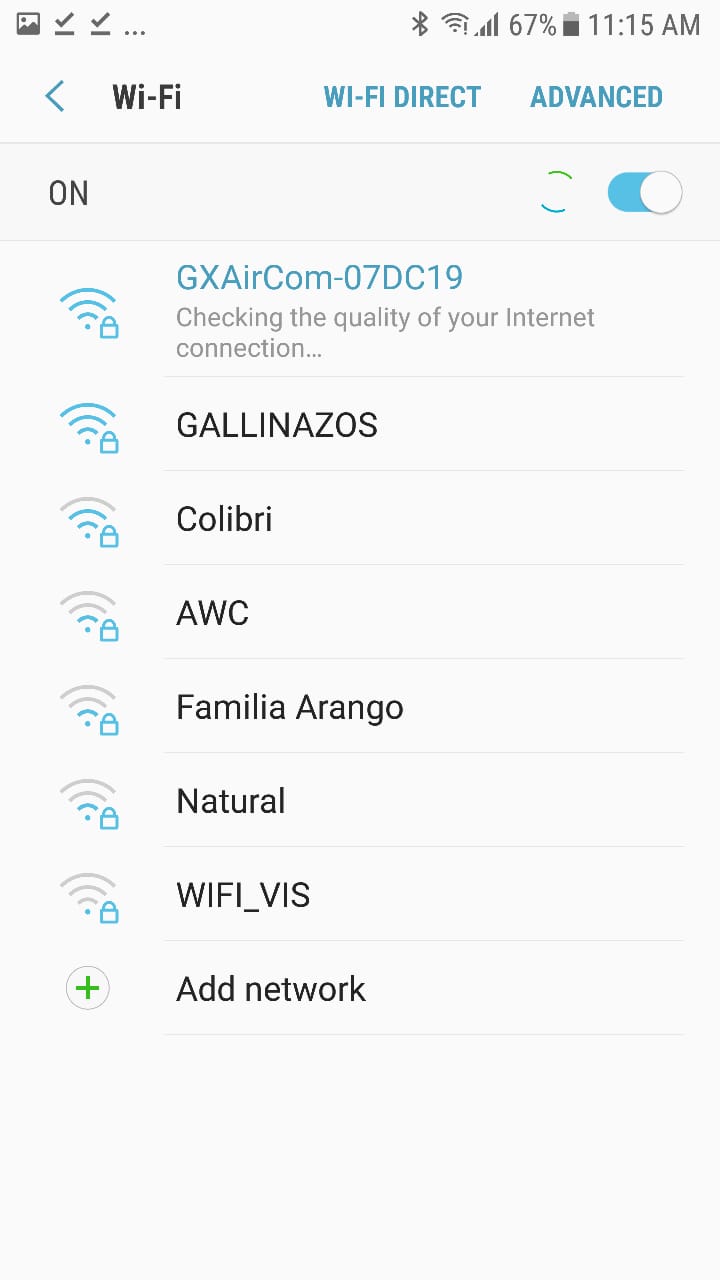 ... 67% 11:15 AM
Wi-Fi WI-FI DIRECT ADVANCED
ON
GXAirCom-07DC19
Checking the quality of your Internet
connection...
GALLINAZOS
Colibri
AWC
Familia Arango
Natural
WIFI_VIS
Add network